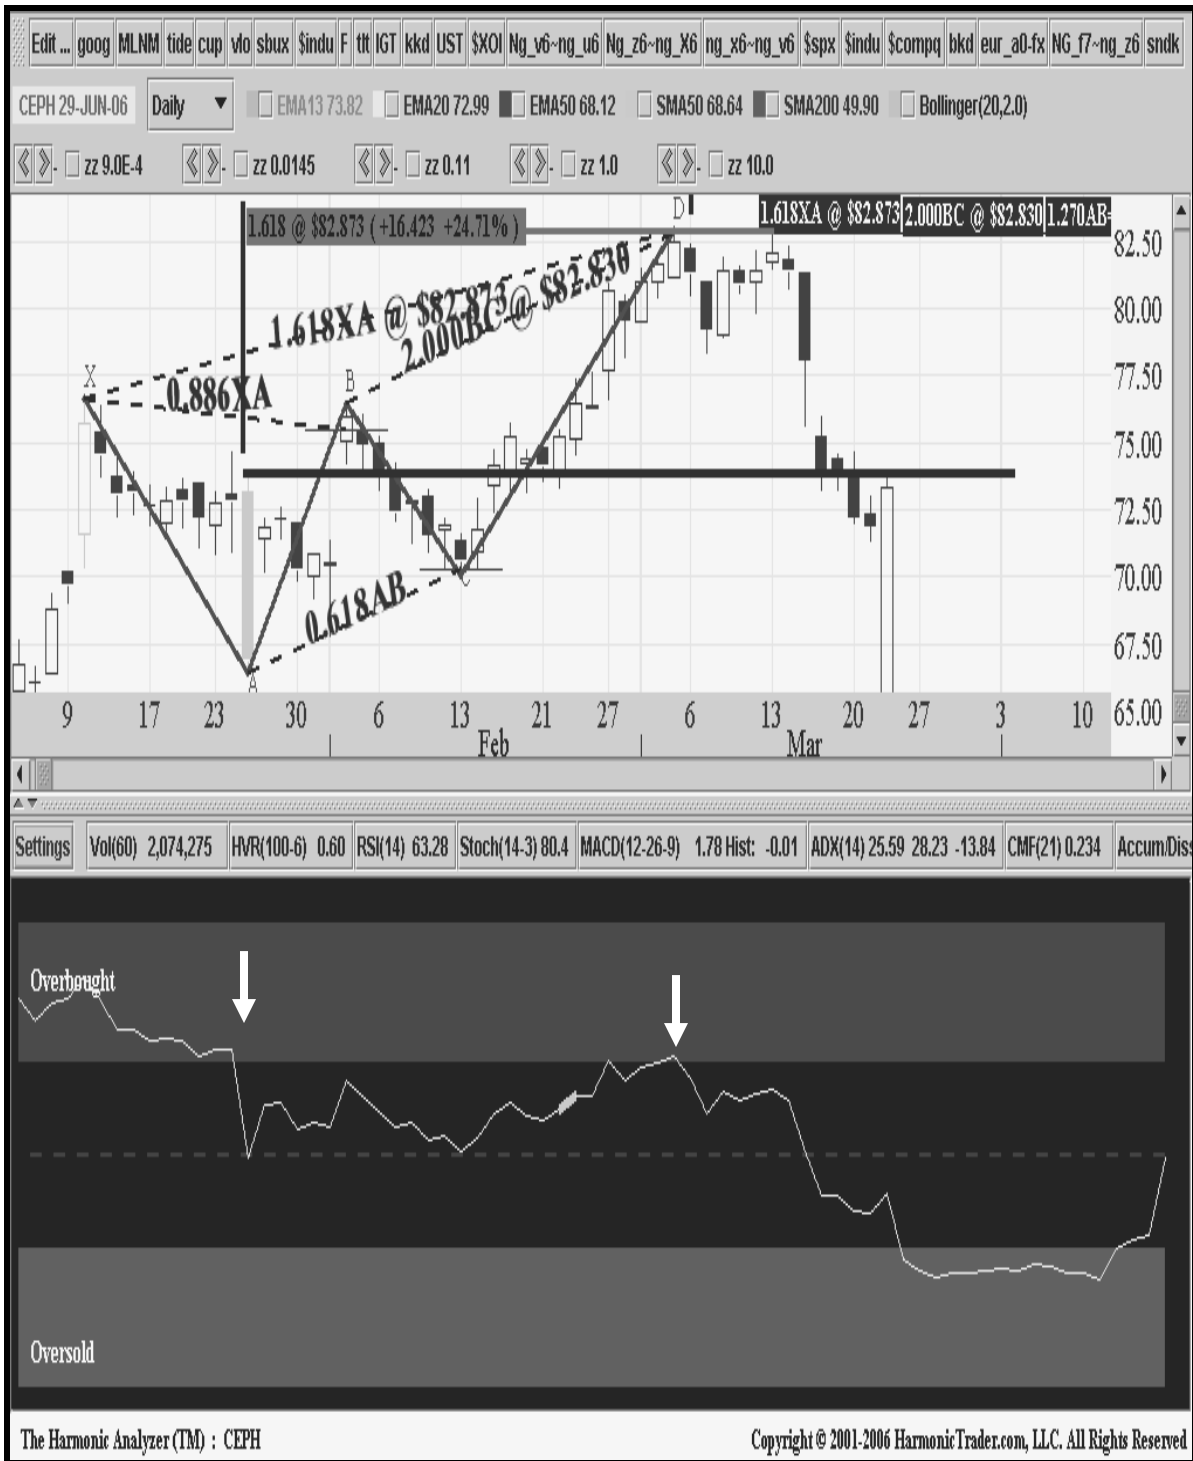 Edit ... goog MLNM tide cup vlo sbux $indu F tlt IGT kkd UST $XOI Ng_v6~ng_u6 Ng_z6~ng_X6 ng_x6~ng_v6 $spx $indu $compq bkd eur_a0-fx NG_f7~ng_z6 sndk
CEPH 29-JUN-06 Daily EMA13 73.82 EMA20 72.99 EMA50 68.12 SMA50 68.64 SMA200 49.90 Bollinger(20,2.0)
zz 9.0E-4 zz 0.0145 zz 0.11 zz 1.0 zz 10.0
D 1.618XA @ $82.873 2.000BC @ $82.830 1.270AB=
1.618 @ $82.873 ( +16.423 +24.71% )
82.50
1.618XA @ $82.873
2.000BC @ $82.830
80.00
X
B
0.886XA
77.50
75.00
72.50
70.00
C
0.618AB
67.50
A
65.00
9 17 23 30 6 13 21 27 6 13 20 27 3 10
Feb Mar
Settings Vol(60) 2,074,275 HVR(100-6) 0.60 RSI(14) 63.28 Stoch(14-3) 80.4 MACD(12-26-9) 1.78 Hist: -0.01 ADX(14) 25.59 28.23 -13.84 CMF(21) 0.234 Accum/Diss
Overbought
Oversold
The Harmonic Analyzer (TM) : CEPH Copyright © 2001-2006 HarmonicTrader.com, LLC. All Rights Reserved